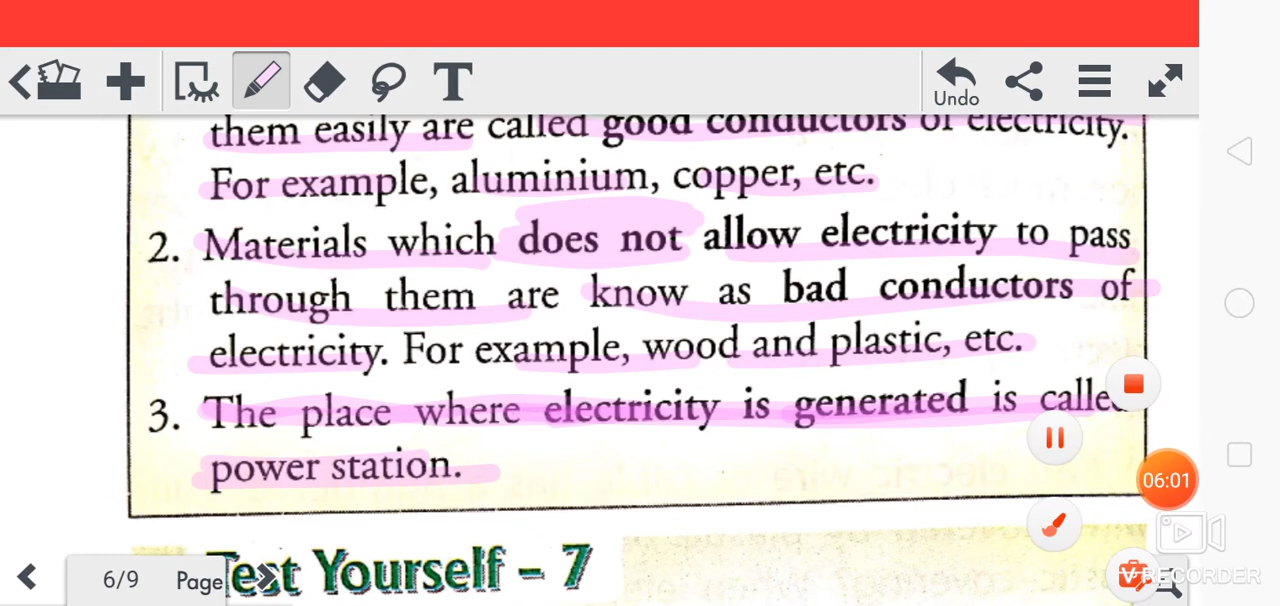 Undo
them easily are called good conductors of electricity.
For example, aluminium, copper, etc.
2. Materials which does not allow electricity to pass
through them are know as bad conductors of
electricity. For example, wood and plastic, etc.
3. The place where electricity is generated is called
power station.
06:01
Test Yourself – 7
6/9 Page
V RECORDER